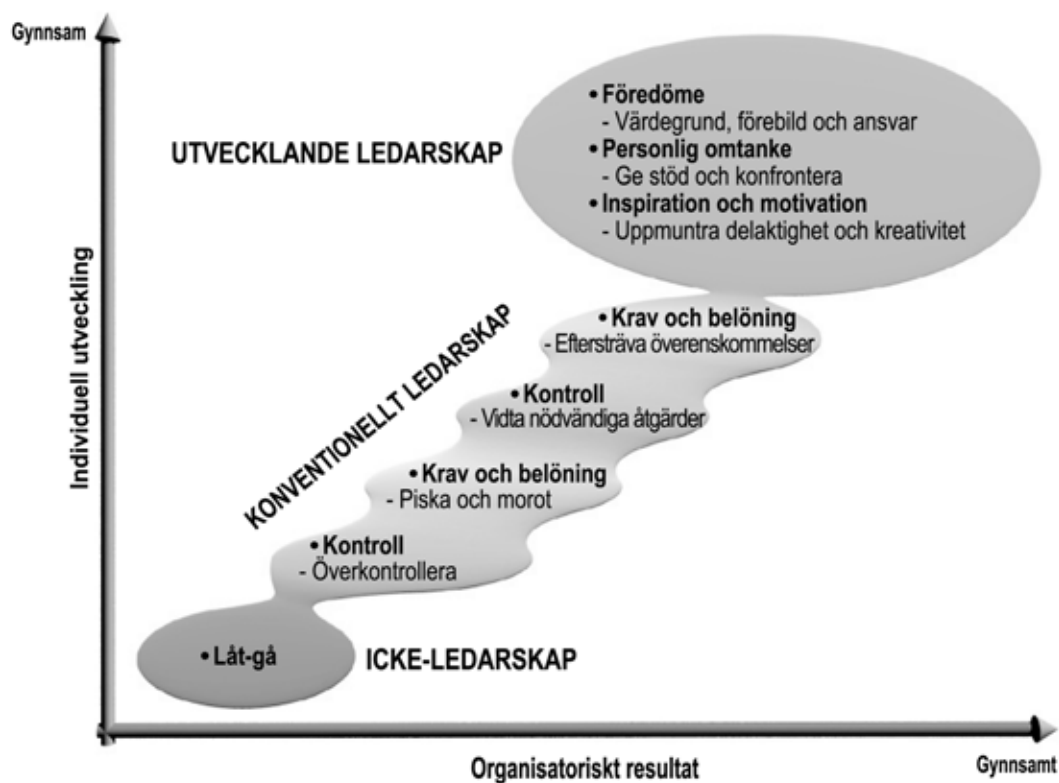 Gynnsam
• Föredöme
- Värdegrund, förebild och ansvar
• Personlig omtanke
- Ge stöd och konfrontera
• Inspiration och motivation
- Uppmuntra delaktighet och kreativitet
UTVECKLANDE LEDARSKAP
Individuell utveckling
KONVENTIONELLT LEDARSKAP
• Krav och belöning
- Eftersträva överenskommelser
• Kontroll
- Vidta nödvändiga åtgärder
• Krav och belöning
- Piska och morot
• Kontroll
- Överkontrollera
• Låt-gå
ICKE-LEDARSKAP
Organisatoriskt resultat
Gynnsamt